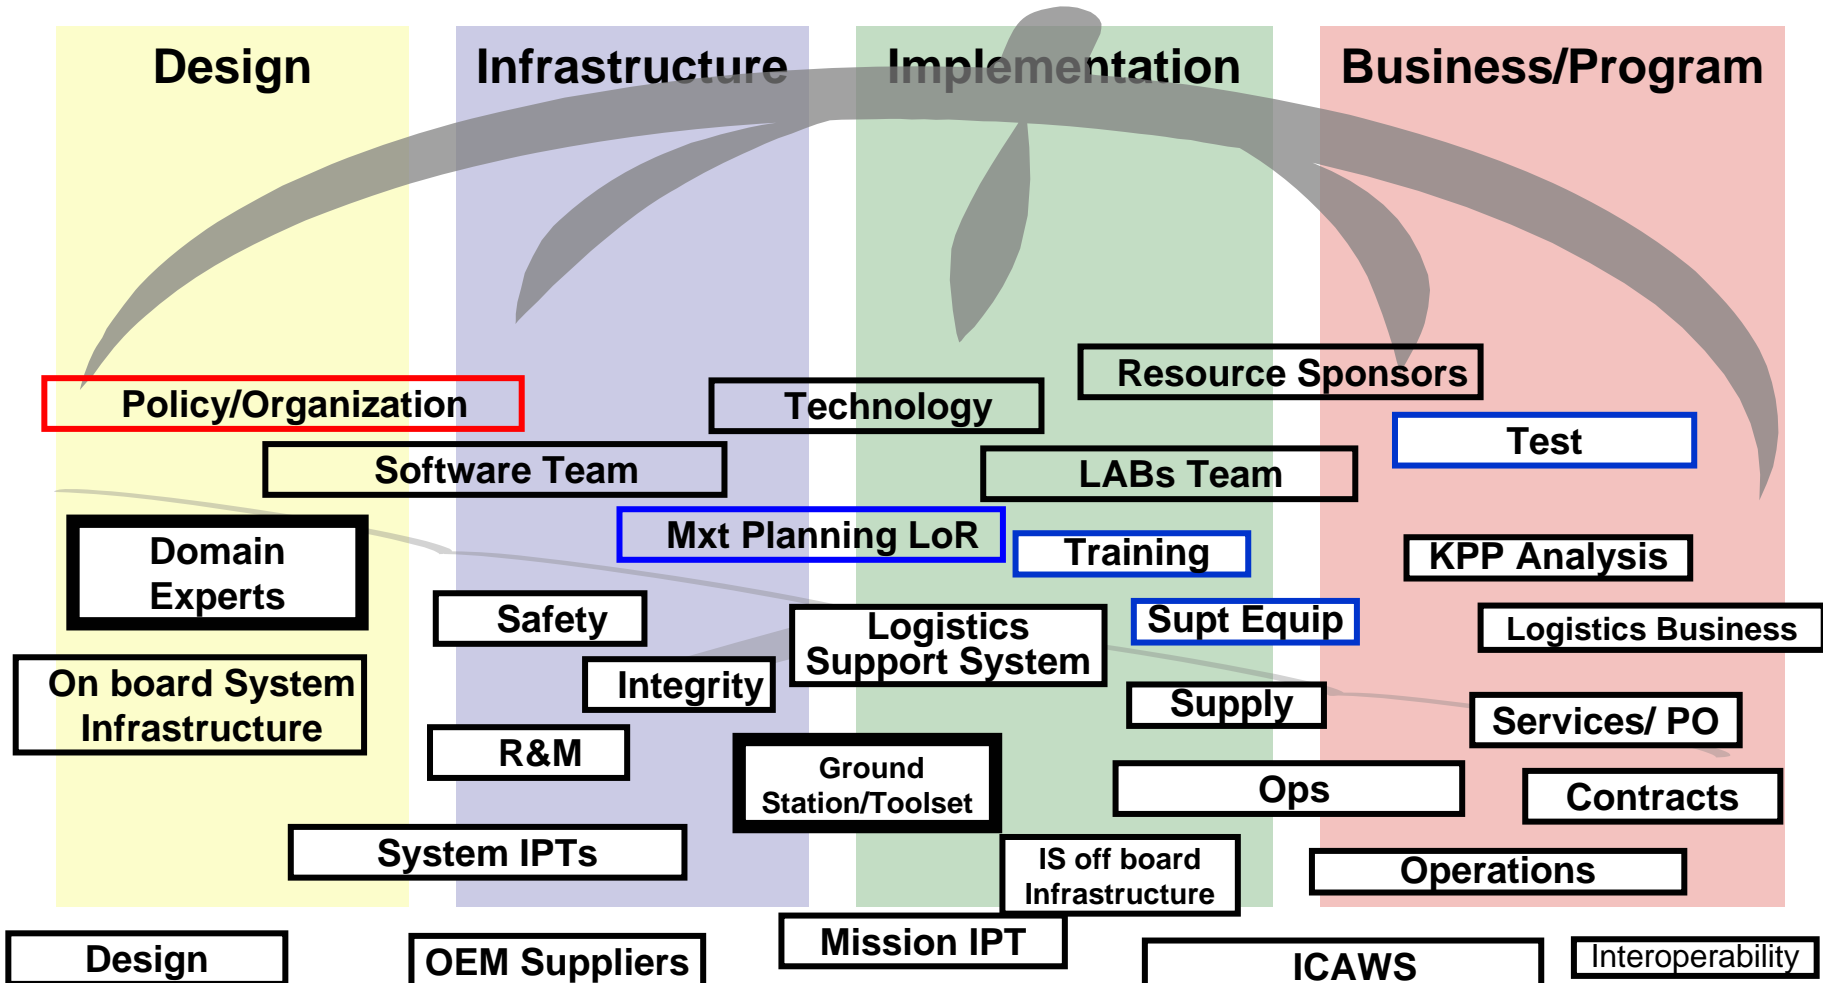 Design
Infrastructure
Implementation
Business/Program
Resource Sponsors
Policy/Organization
Technology
Test
Software Team
LABs Team
Mxt Planning LoR
Training
KPP Analysis
Domain
Experts
Safety
Logistics
Support System
Supt Equip
Logistics Business
On board System
Infrastructure
Integrity
Supply
Services/ PO
R&M
Ground
Station/Toolset
Ops
Contracts
System IPTs
IS off board
Infrastructure
Operations
Design
OEM Suppliers
Mission IPT
ICAWS
Interoperability